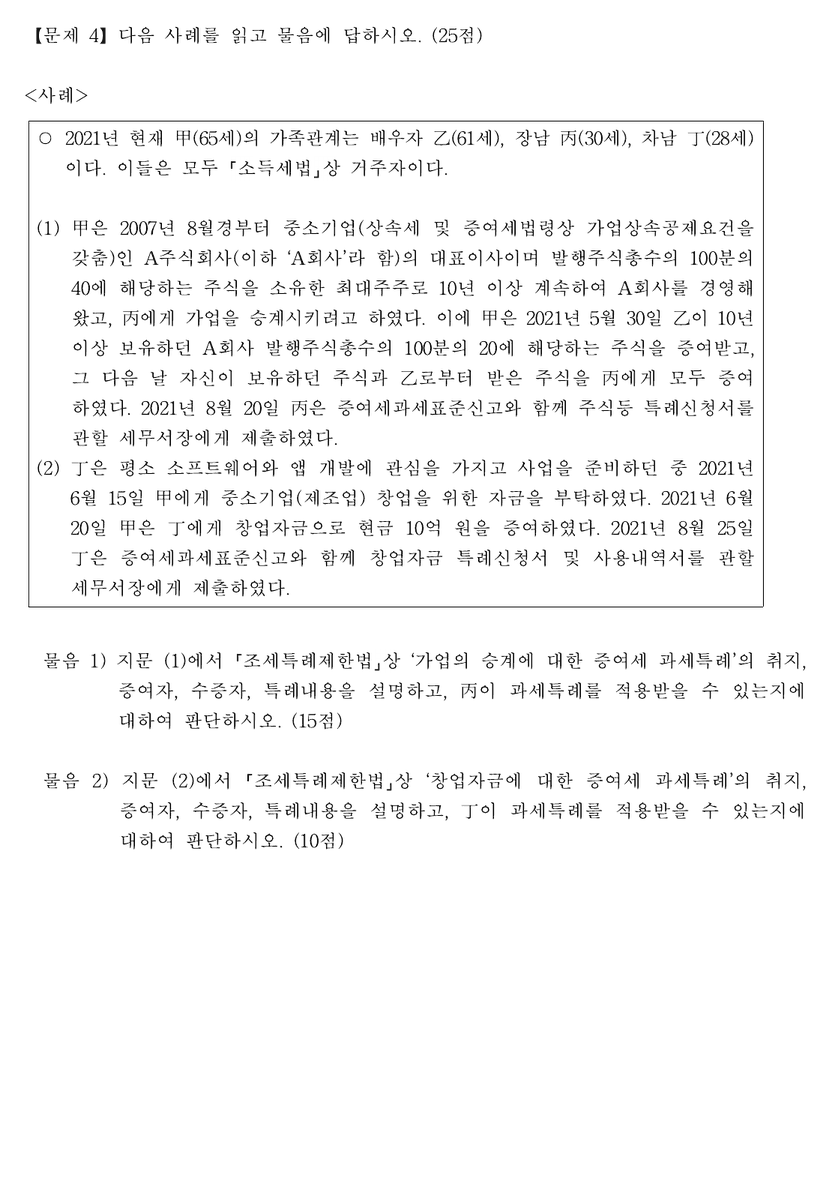 【문제 4】 다음 사례를 읽고 물음에 답하시오. (25점)
<사례>
○ 2021년 현재 甲(65세)의 가족관계는 배우자 乙(61세), 장남 丙(30세), 차남 丁(28세)
이다. 이들은 모두 「소득세법」상 거주자이다.
(1) 甲은 2007년 8월경부터 중소기업(상속세 및 증여세법령상 가업상속공제요건을
갖춤)인 A주식회사(이하 ‘A회사’라 함)의 대표이사이며 발행주식총수의 100분의
40에 해당하는 주식을 소유한 최대주주로 10년 이상 계속하여 A회사를 경영해
왔고, 丙에게 가업을 승계시키려고 하였다. 이에 甲은 2021년 5월 30일 乙이 10년
이상 보유하던 A회사 발행주식총수의 100분의 20에 해당하는 주식을 증여받고,
그 다음 날 자신이 보유하던 주식과 乙로부터 받은 주식을 丙에게 모두 증여
하였다. 2021년 8월 20일 丙은 증여세과세표준신고와 함께 주식등 특례신청서를
관할 세무서장에게 제출하였다.
(2) 丁은 평소 소프트웨어와 앱 개발에 관심을 가지고 사업을 준비하던 중 2021년
6월 15일 甲에게 중소기업(제조업) 창업을 위한 자금을 부탁하였다. 2021년 6월
20일 甲은 丁에게 창업자금으로 현금 10억 원을 증여하였다. 2021년 8월 25일
丁은 증여세과세표준신고와 함께 창업자금 특례신청서 및 사용내역서를 관할
세무서장에게 제출하였다.
물음 1) 지문 (1)에서 「조세특례제한법」상 ‘가업의 승계에 대한 증여세 과세특례’의 취지,
증여자, 수증자, 특례내용을 설명하고, 丙이 과세특례를 적용받을 수 있는지에
대하여 판단하시오. (15점)
물음 2) 지문 (2)에서 「조세특례제한법」상 ‘창업자금에 대한 증여세 과세특례’의 취지,
증여자, 수증자, 특례내용을 설명하고, 丁이 과세특례를 적용받을 수 있는지에
대하여 판단하시오. (10점)